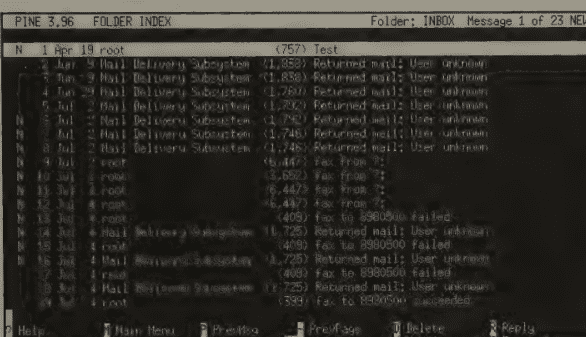 PINE 3.96 FOLDER INDEX Folder: INBOX Message 1 of 23 NEW
N 1 Apr 19 root (757) Test
2 Jun 9 Mail Delivery Subsystem (1,858) Returned mail: User unknown
3 Jun 29 Mail Delivery Subsystem (1,838) Returned mail: User unknown
4 Jun 29 Mail Delivery Subsystem Returned mail: User unknown
5 Jul Mail Delivery Subsystem (1,792) Returned mail: User unknown
N 6 Jul Mail Delivery Subsystem (1,792) Returned mail: User unknown
N 7 Jul 2 Mail Delivery Subsystem (1,746) Returned mail: User unknown
N 8 Jul 2 Mail Delivery Subsystem (1,746) Returned mail: User unknown
N 9 Jul 2 root (6,447) fax from ?:
N 10 Jul root (3,652) fax from ?:
N 11 Jul root (6,447) fax from ?:
N 12 Jul 4 root (6,447) fax from ?:
N 13 Jul 4 root (409) fax to 8980500 failed
N 14 Jul 4 Mail Delivery Subsystem (1,725) Returned mail: User unknown
N 15 Jul 4 root (409) fax to 8980500 failed
N 16 Jul 4 Mail Delivery Subsystem (1,725) Returned mail: User unknown
17 Jul 4 root (409) fax to 8980500 failed
18 Jul 4 Mail Delivery Subsystem (1,725) Returned mail: User unknown
19 Jul 4 root (399) fax to 8980500 succeeded
? Help M Main Menu P PrevMsg - PrevPage D Delete R Reply